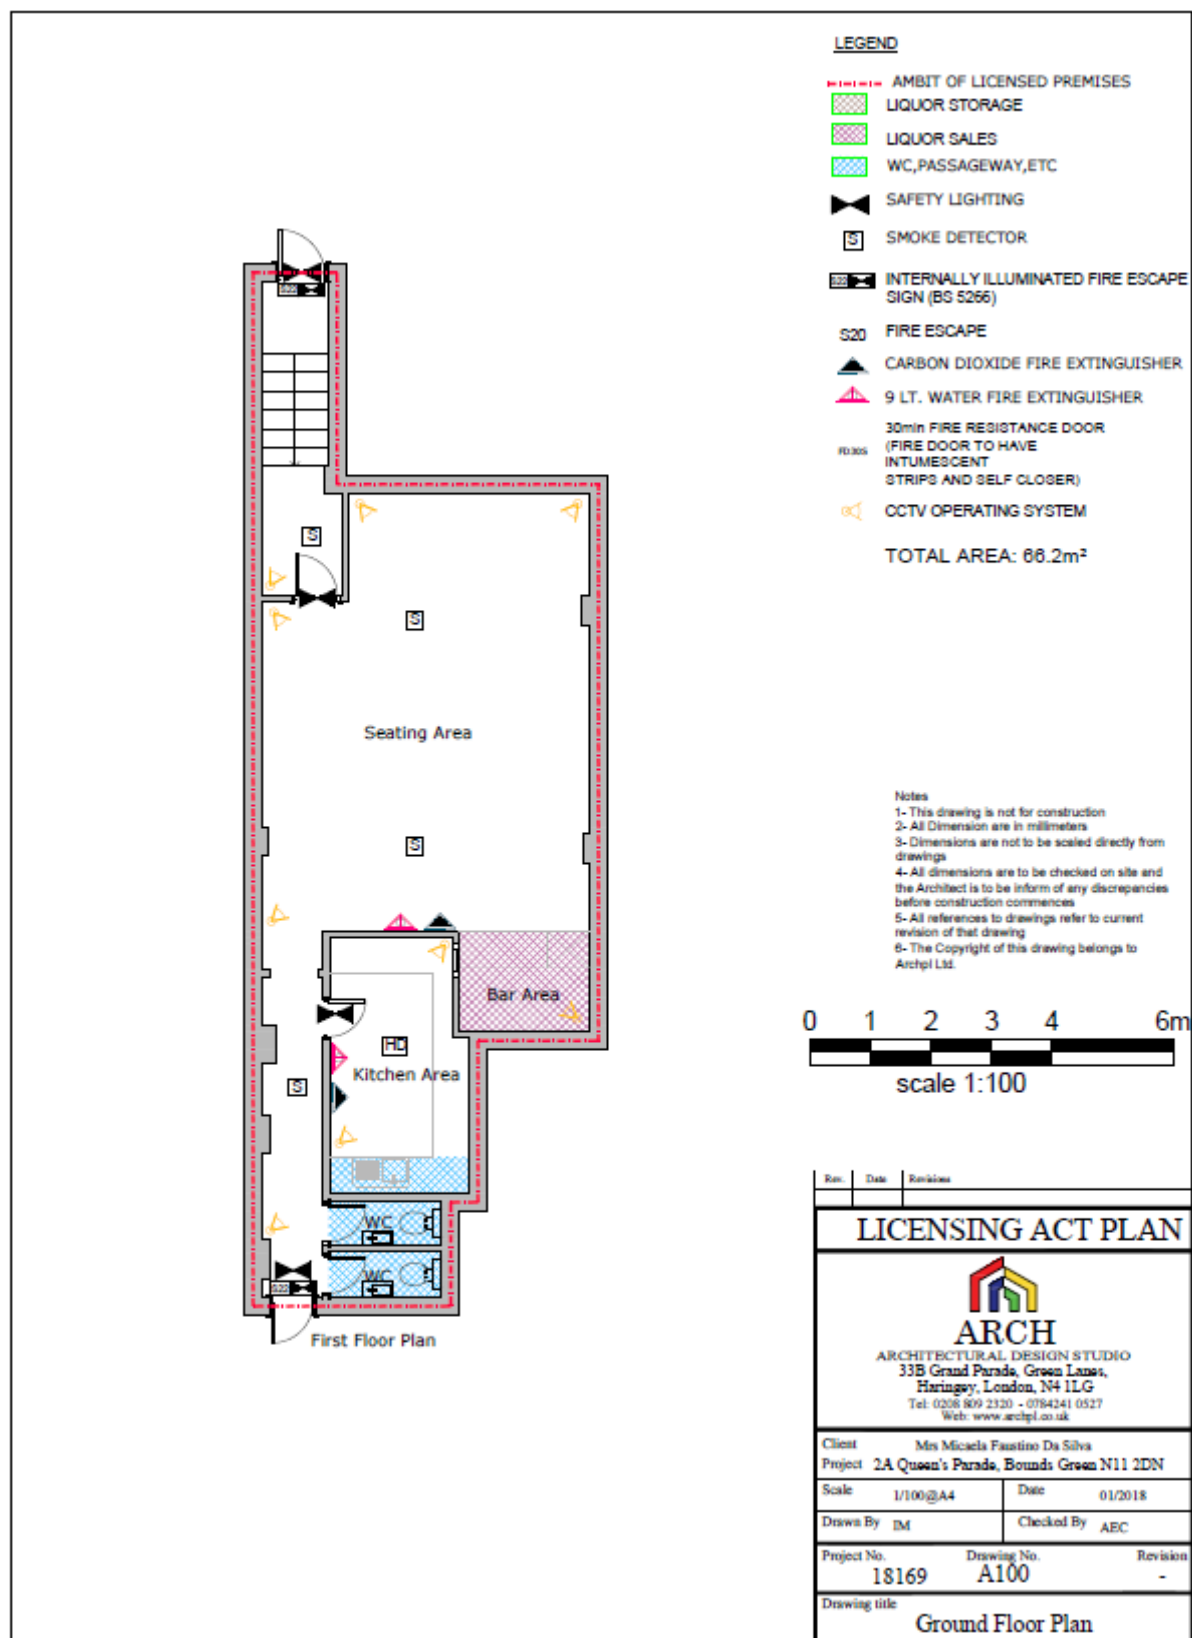 LEGEND
AMBIT OF LICENSED PREMISES
LIQUOR STORAGE
LIQUOR SALES
WC,PASSAGEWAY,ETC
SAFETY LIGHTING
S
SMOKE DETECTOR
INTERNALLY ILLUMINATED FIRE ESCAPE
SIGN (BS 5266)
S20
FIRE ESCAPE
CARBON DIOXIDE FIRE EXTINGUISHER
9 LT. WATER FIRE EXTINGUISHER
30min FIRE RESISTANCE DOOR
FD30S
(FIRE DOOR TO HAVE
INTUMESCENT
STRIPS AND SELF CLOSER)
CCTV OPERATING SYSTEM
TOTAL AREA: 66.2m²
S
S
Seating Area
S
Bar Area
HD
Kitchen Area
S
WC
WC
First Floor Plan
Notes
1- This drawing is not for construction
2- All Dimension are in millimeters
3- Dimensions are not to be scaled directly from
drawings
4- All dimensions are to be checked on site and
the Architect is to be inform of any discrepancies
before construction commences
5- All references to drawings refer to current
revision of that drawing
6- The Copyright of this drawing belongs to
Archpl Ltd.
0 1 2 3 4 6m
scale 1:100
Rev. Date Revisions
LICENSING ACT PLAN
ARCH
ARCHITECTURAL DESIGN STUDIO
33B Grand Parade, Green Lanes,
Haringey, London, N4 1LG
Tel: 0208 809 2320 - 0784241 0527
Web: www.archpl.co.uk
Client Mrs Micaela Faustino Da Silva
Project 2A Queen's Parade, Bounds Green N11 2DN
Scale 1/100@A4 Date 01/2018
Drawn By IM Checked By AEC
Project No. Drawing No. Revision
18169 A100 -
Drawing title
Ground Floor Plan